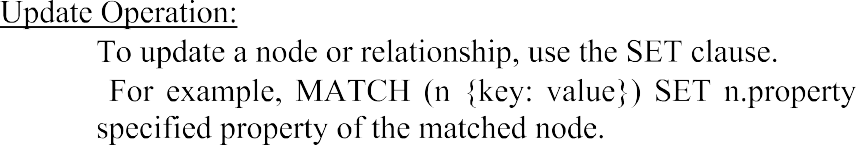 Update Operation:
To update a node or relationship, use the SET clause.
For example, MATCH (n {key: value}) SET n.property
specified property of the matched node.